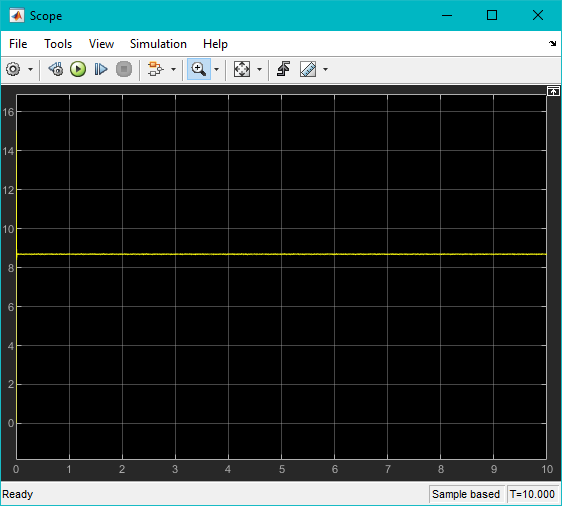 Scope
File Tools View Simulation Help
16
14
12
10
8
6
4
2
0
0 1 2 3 4 5 6 7 8 9 10
Ready Sample based T=10.000